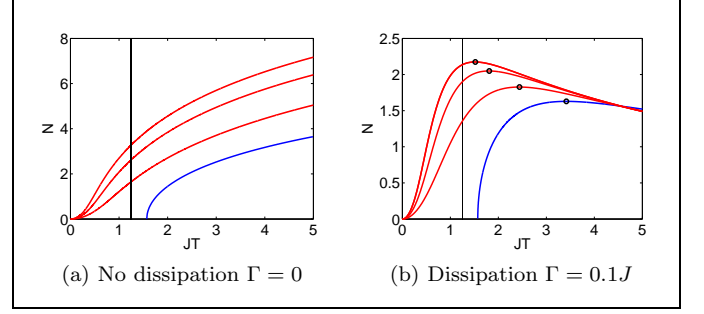 8
6
4
2
0
N
0 1 2 3 4 5
JT
(a) No dissipation Γ = 0
2.5
2
1.5
1
0.5
0
N
0 1 2 3 4 5
JT
(b) Dissipation Γ = 0.1J